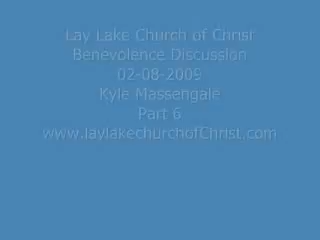 Lay Lake Church of Christ
Benevolence Discussion
02-08-2009
Kyle Massengale
Part 6
www.laylakechurchofChrist.com